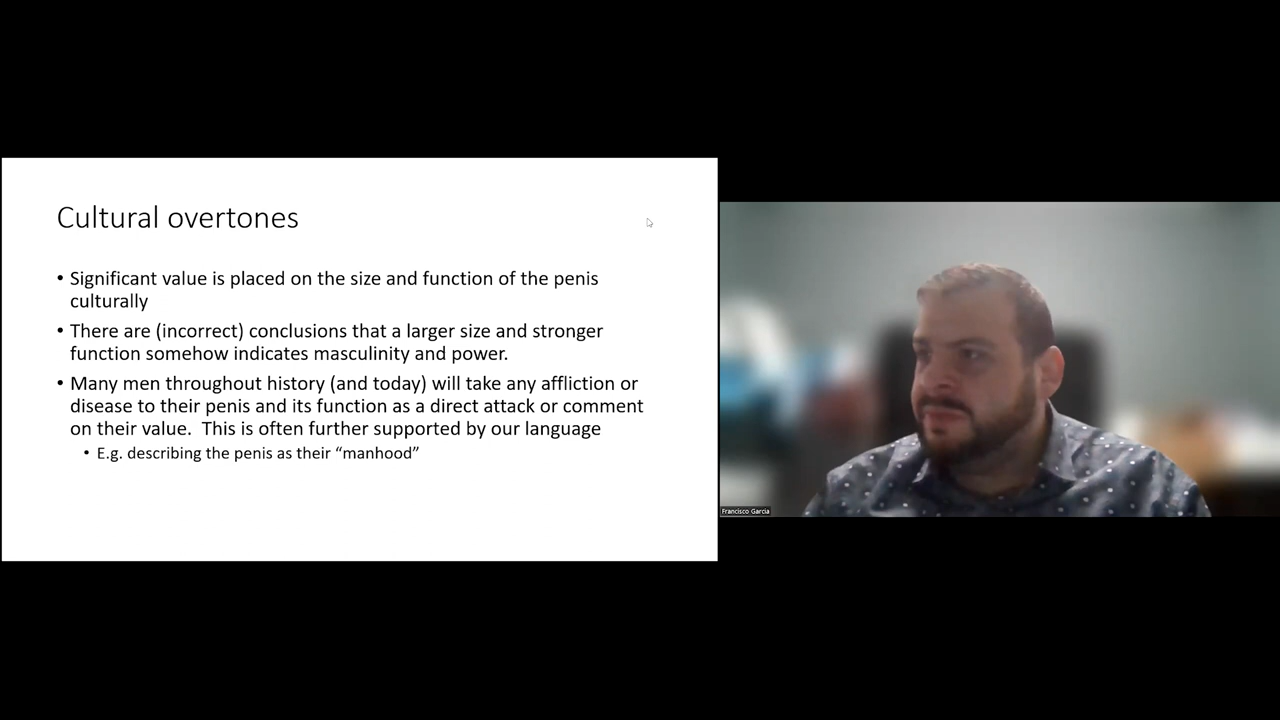 Cultural overtones
• Significant value is placed on the size and function of the penis
culturally
• There are (incorrect) conclusions that a larger size and stronger
function somehow indicates masculinity and power.
• Many men throughout history (and today) will take any affliction or
disease to their penis and its function as a direct attack or comment
on their value.  This is often further supported by our language
• E.g. describing the penis as their “manhood”
Francisco Garcia